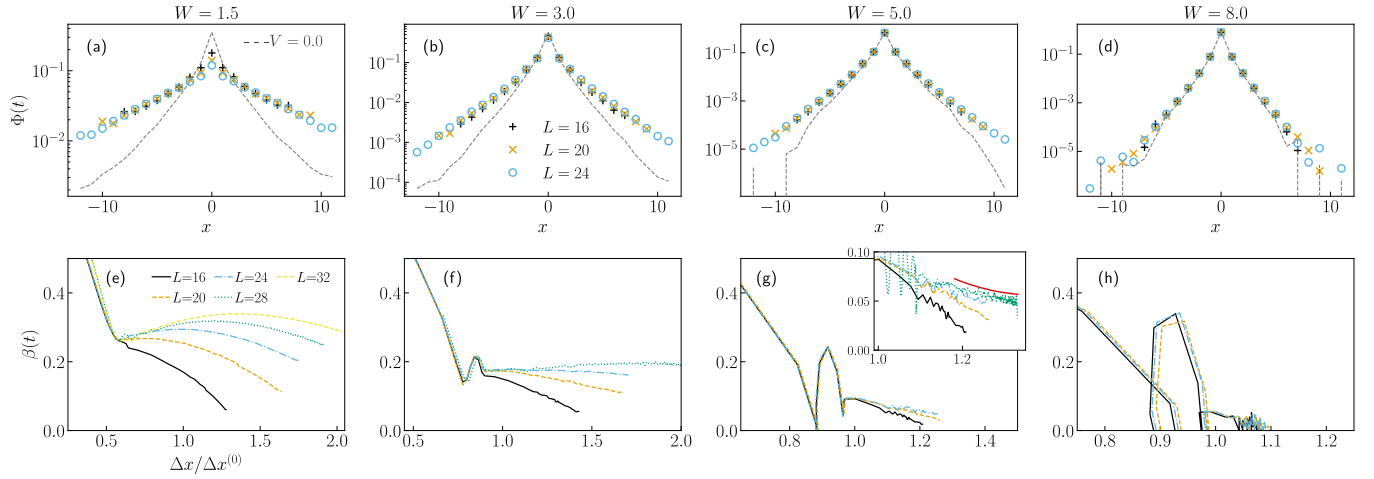 W = 1.5
W = 3.0
W = 5.0
W = 8.0
(a)
V = 0.0
(b)
(c)
(d)
Φ(t)
10⁻¹
10⁻²
10⁻¹
10⁻²
10⁻³
10⁻⁴
10⁻¹
10⁻³
10⁻⁵
10⁻¹
10⁻³
10⁻⁵
L = 16
L = 20
L = 24
−10 0 10
−10 0 10
−10 0 10
−10 0 10
x
x
x
x
(e)
L=16 L=24 L=32
L=20 L=28
(f)
(g)
0.10
0.05
0.00
1.0 1.2
(h)
β(t)
0.4
0.2
0.0
0.4
0.2
0.0
0.4
0.2
0.0
0.4
0.2
0.0
0.5 1.0 1.5 2.0
0.5 1.0 1.5 2.0
0.8 1.0 1.2 1.4
0.8 0.9 1.0 1.1 1.2
Δx/Δx⁽⁰⁾